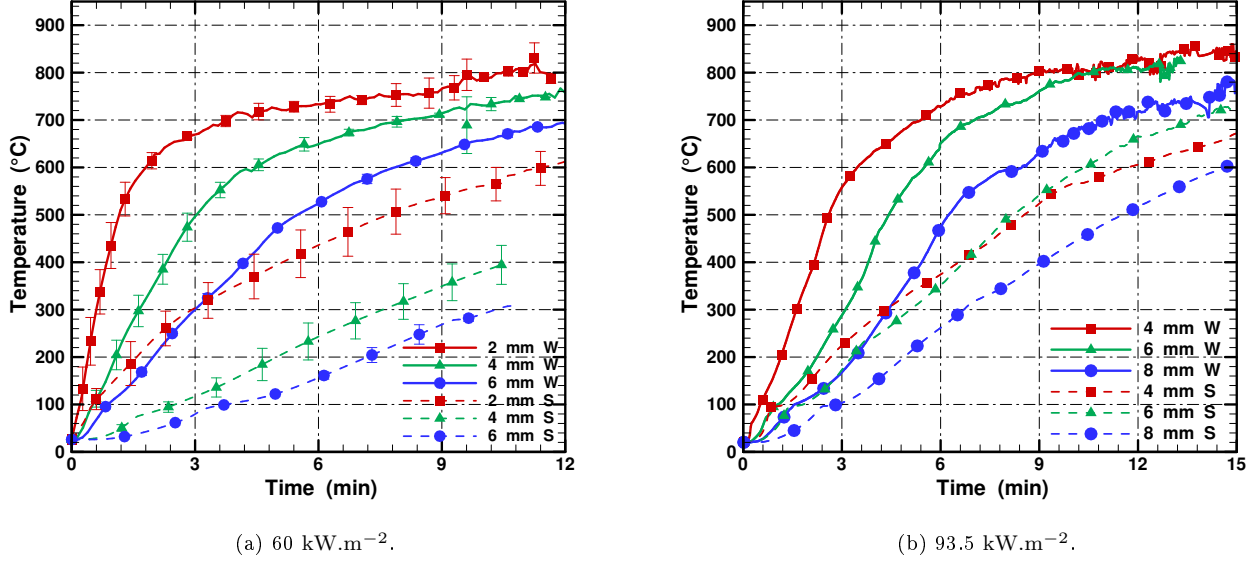 900
800
700
600
500
400
300
200
100
0
Temperature (°C)
0 3 6 9 12
Time (min)
2 mm W
4 mm W
6 mm W
2 mm S
4 mm S
6 mm S
(a) 60 kW.m−2.
900
800
700
600
500
400
300
200
100
0
Temperature (°C)
0 3 6 9 12 15
Time (min)
4 mm W
6 mm W
8 mm W
4 mm S
6 mm S
8 mm S
(b) 93.5 kW.m−2.